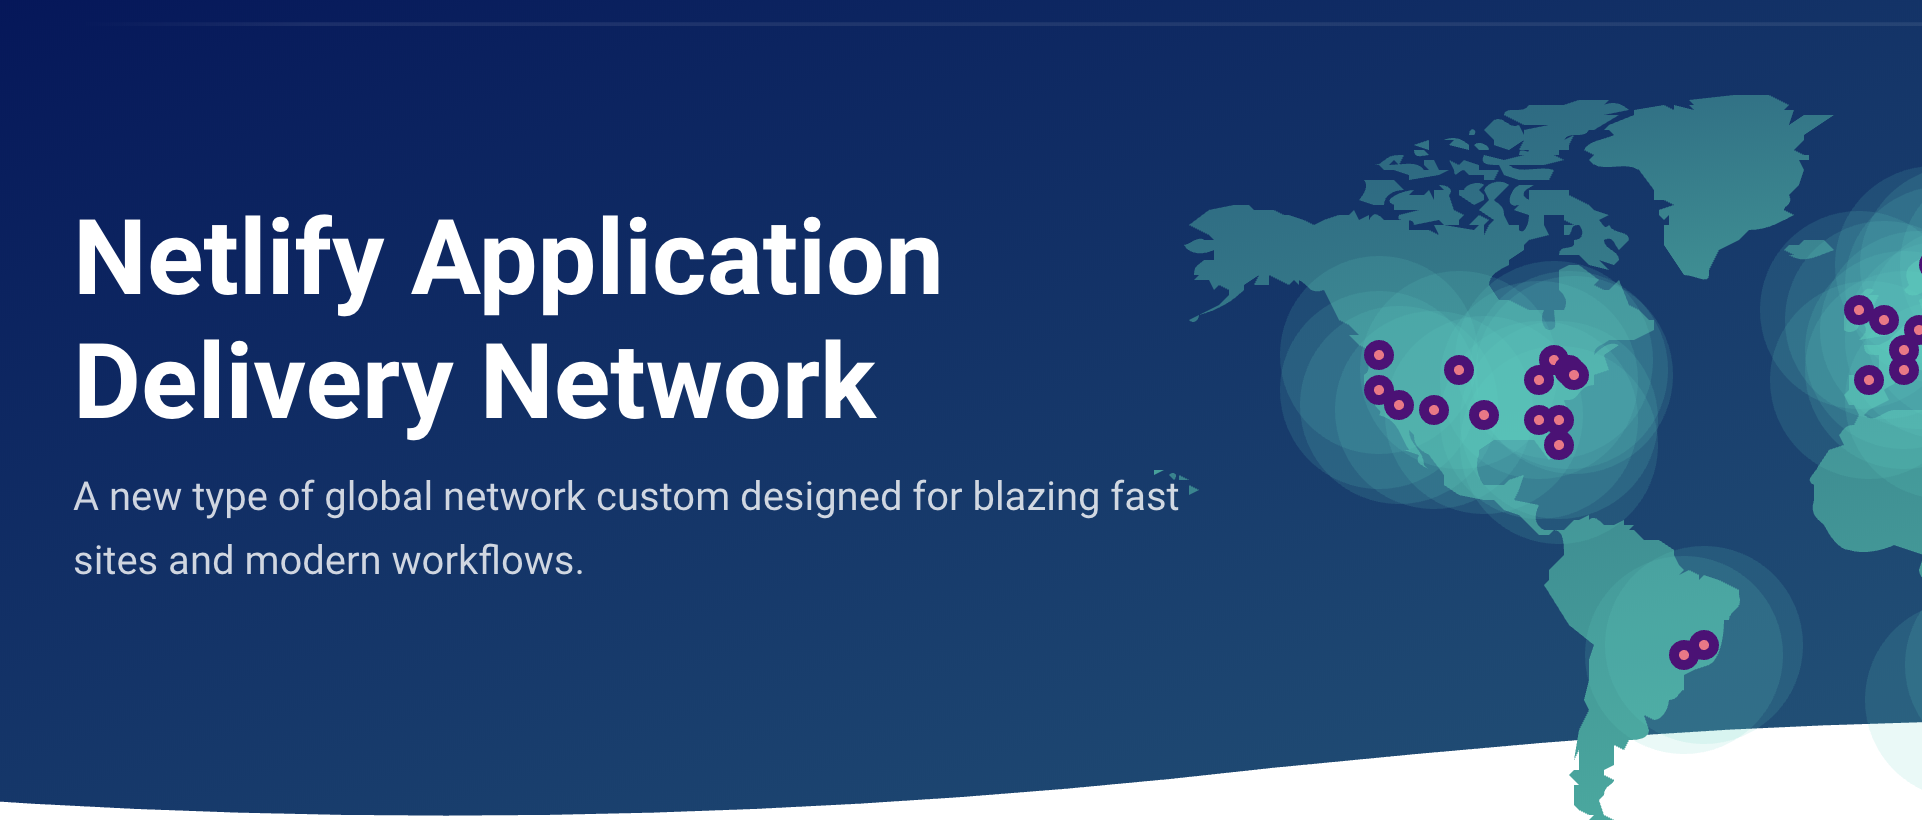 Netlify Application
Delivery Network
A new type of global network custom designed for blazing fast
sites and modern workflows.